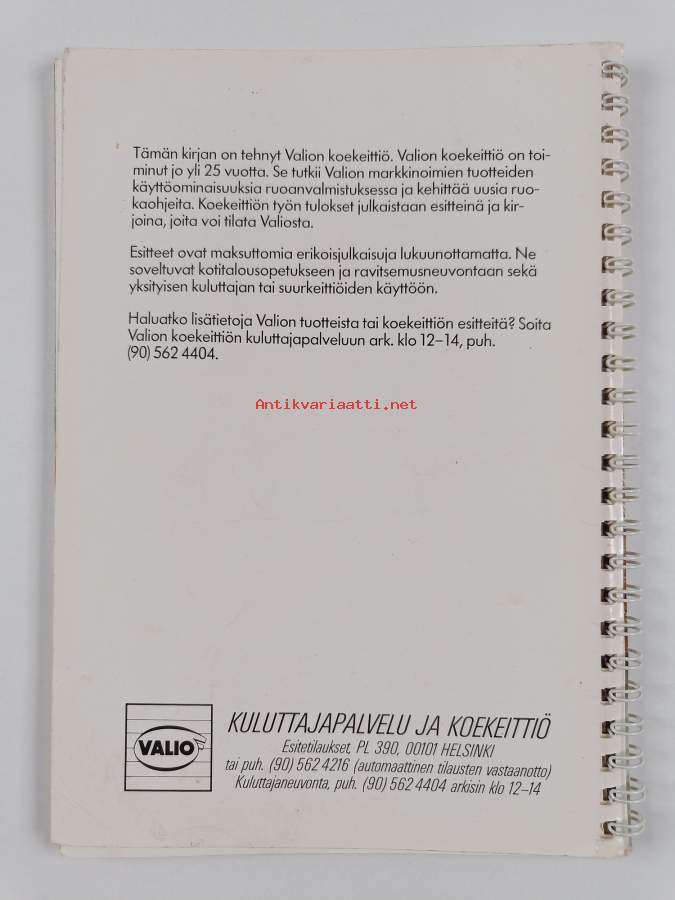 Tämän kirjan on tehnyt Valion koekeittiö. Valion koekeittiö on toi-
minut jo yli 25 vuotta. Se tutkii Valion markkinoimien tuotteiden
käyttöominaisuuksia ruoanvalmistuksessa ja kehittää uusia ruo-
kaohjeita. Koekeittiön työn tulokset julkaistaan esitteinä ja kir-
joina, joita voi tilata Valiosta.
Esitteet ovat maksuttomia erikoisjulkaisuja lukuunottamatta. Ne
soveltuvat kotitalousopetukseen ja ravitsemusneuvontaan sekä
yksityisen kuluttajan tai suurkeittiöiden käyttöön.
Haluatko lisätietoja Valion tuotteista tai koekeittiön esitteitä? Soita
Valion koekeittiön kuluttajapalveluun ark. klo 12–14, puh.
(90) 562 4404.
Antikvariaatti.net
VALIO
KULUTTAJAPALVELU JA KOEKEITTIÖ
Esitetilaukset, PL 390, 00101 HELSINKI
tai puh. (90) 562 4216 (automaattinen tilausten vastaanotto)
Kuluttajaneuvonta, puh. (90) 562 4404 arkisin klo 12–14